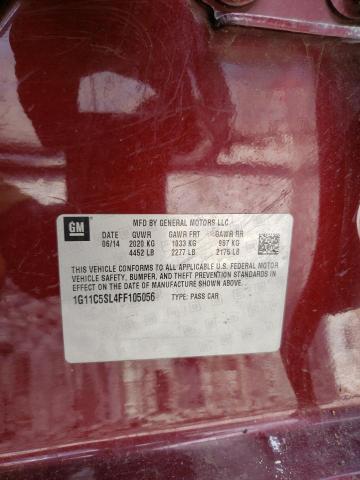 GM
MFD BY GENERAL MOTORS LLC
DATE GVWR GAWR FRT GAWR RR
06/14 2020 KG 1033 KG 987 KG
4452 LB 2277 LB 2175 LB
THIS VEHICLE CONFORMS TO ALL APPLICABLE U.S. FEDERAL MOTOR
VEHICLE SAFETY, BUMPER, AND THEFT PREVENTION STANDARDS IN
EFFECT ON THE DATE OF MANUFACTURE SHOWN ABOVE.
1G11C5SL4FF105056 TYPE: PASS CAR